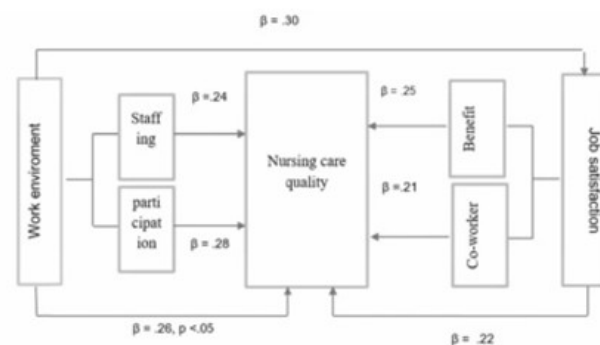 β = .30
Work enviroment
Staff
ing
β =.24
parti
cipat
ion
β = .28
Nursing care
quality
β = .25
β =.21
Benefit
Co-worker
Job satisfaction
β = .26, p <.05
β = .22